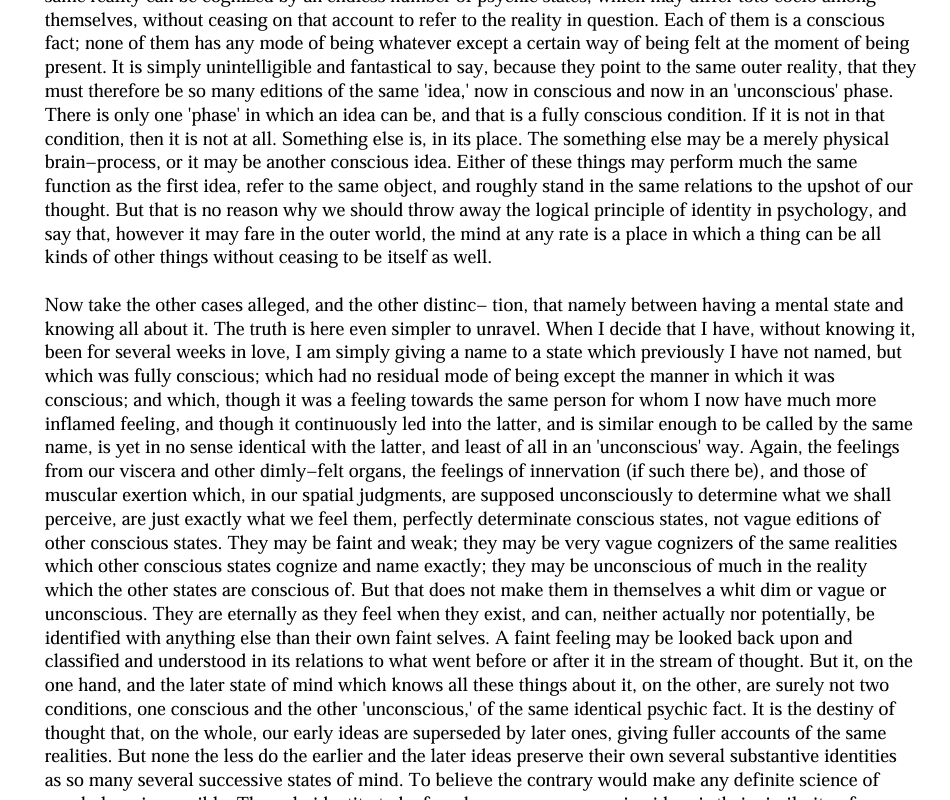 same reality can be cognized by an endless number of psychic states, which may differ toto coelo among
themselves, without ceasing on that account to refer to the reality in question. Each of them is a conscious
fact; none of them has any mode of being whatever except a certain way of being felt at the moment of being
present. It is simply unintelligible and fantastical to say, because they point to the same outer reality, that they
must therefore be so many editions of the same 'idea,' now in conscious and now in an 'unconscious' phase.
There is only one 'phase' in which an idea can be, and that is a fully conscious condition. If it is not in that
condition, then it is not at all. Something else is, in its place. The something else may be a merely physical
brain−process, or it may be another conscious idea. Either of these things may perform much the same
function as the first idea, refer to the same object, and roughly stand in the same relations to the upshot of our
thought. But that is no reason why we should throw away the logical principle of identity in psychology, and
say that, however it may fare in the outer world, the mind at any rate is a place in which a thing can be all
kinds of other things without ceasing to be itself as well.
Now take the other cases alleged, and the other distinc− tion, that namely between having a mental state and
knowing all about it. The truth is here even simpler to unravel. When I decide that I have, without knowing it,
been for several weeks in love, I am simply giving a name to a state which previously I have not named, but
which was fully conscious; which had no residual mode of being except the manner in which it was
conscious; and which, though it was a feeling towards the same person for whom I now have much more
inflamed feeling, and though it continuously led into the latter, and is similar enough to be called by the same
name, is yet in no sense identical with the latter, and least of all in an 'unconscious' way. Again, the feelings
from our viscera and other dimly−felt organs, the feelings of innervation (if such there be), and those of
muscular exertion which, in our spatial judgments, are supposed unconsciously to determine what we shall
perceive, are just exactly what we feel them, perfectly determinate conscious states, not vague editions of
other conscious states. They may be faint and weak; they may be very vague cognizers of the same realities
which other conscious states cognize and name exactly; they may be unconscious of much in the reality
which the other states are conscious of. But that does not make them in themselves a whit dim or vague or
unconscious. They are eternally as they feel when they exist, and can, neither actually nor potentially, be
identified with anything else than their own faint selves. A faint feeling may be looked back upon and
classified and understood in its relations to what went before or after it in the stream of thought. But it, on the
one hand, and the later state of mind which knows all these things about it, on the other, are surely not two
conditions, one conscious and the other 'unconscious,' of the same identical psychic fact. It is the destiny of
thought that, on the whole, our early ideas are superseded by later ones, giving fuller accounts of the same
realities. But none the less do the earlier and the later ideas preserve their own several substantive identities
as so many several successive states of mind. To believe the contrary would make any definite science of